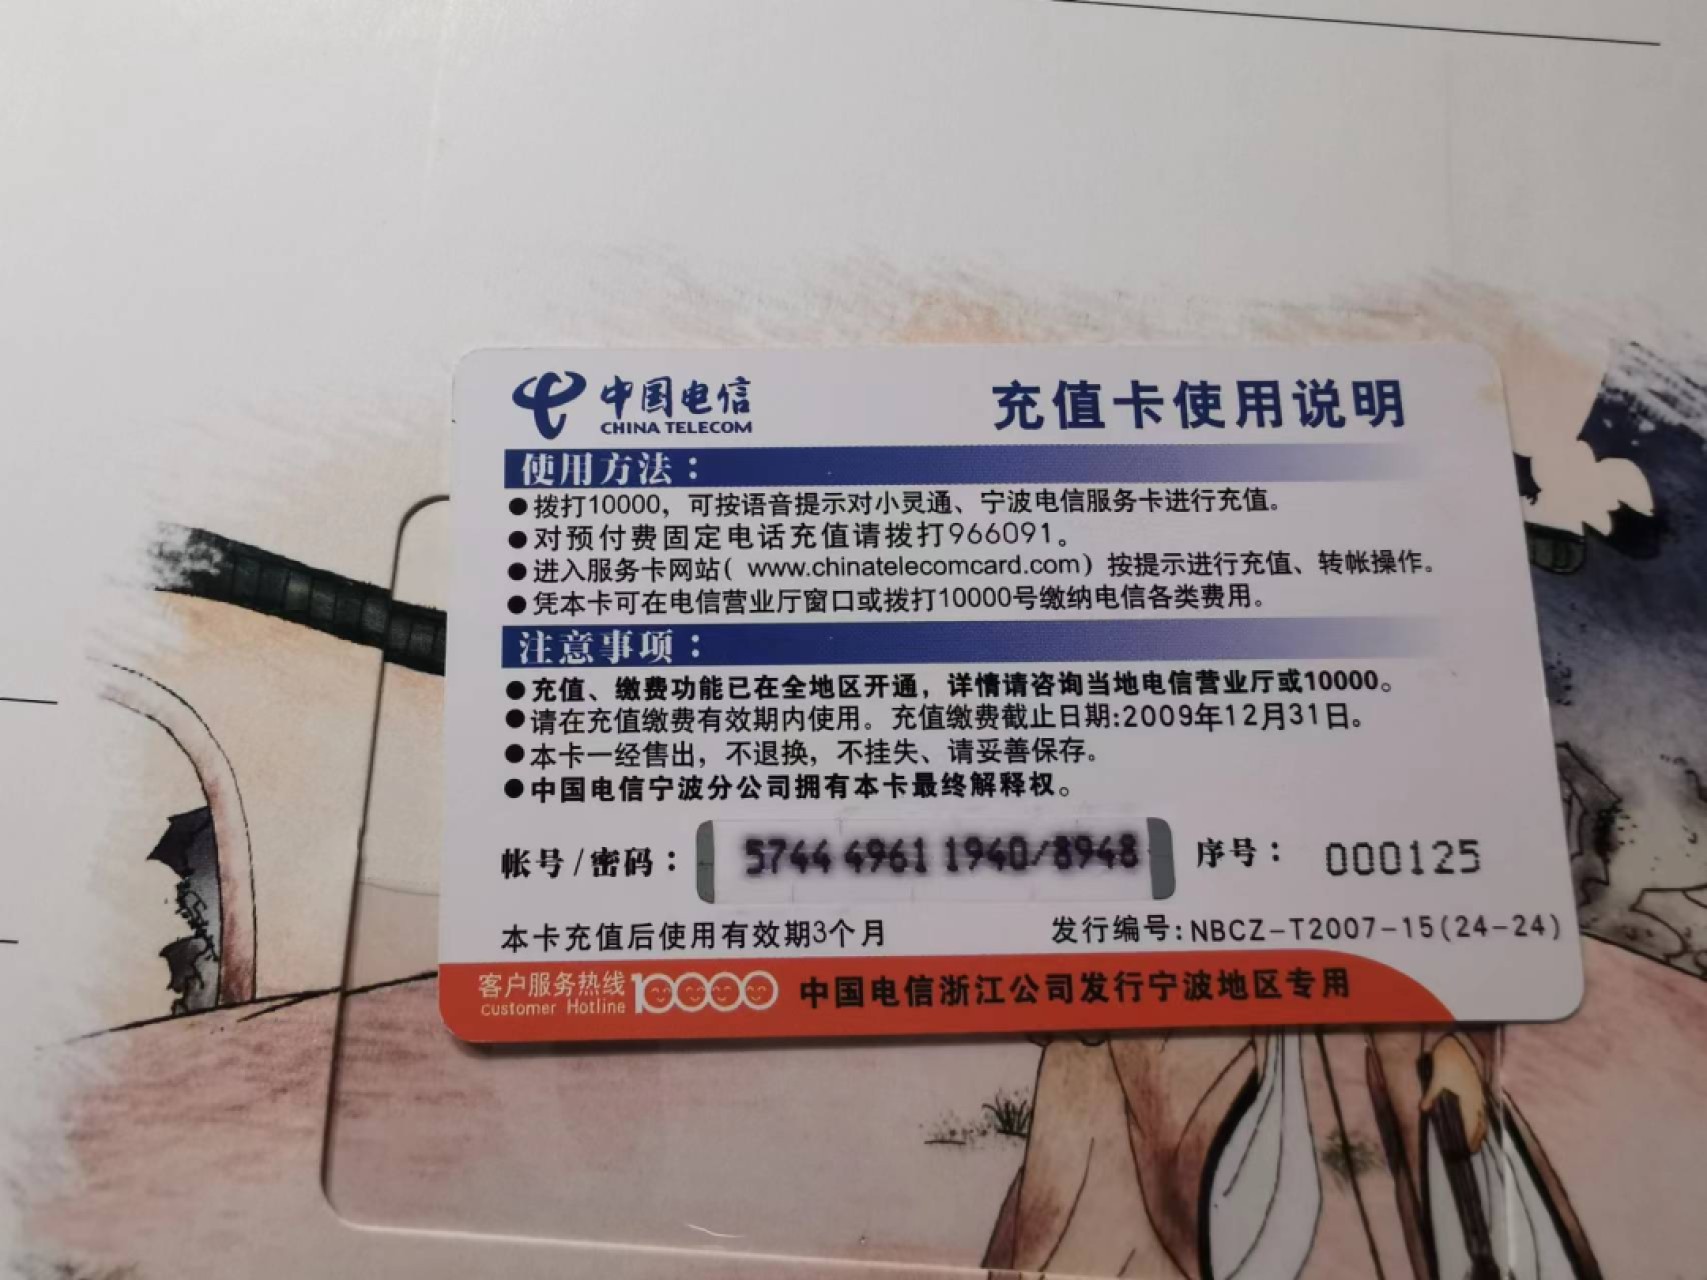 中国电信
CHINA TELECOM
充值卡使用说明
使用方法：
●拨打10000，可按语音提示对小灵通、宁波电信服务卡进行充值。
●对预付费固定电话充值请拨打966091。
●进入服务卡网站( www.chinatelecomcard.com）按提示进行充值、转帐操作。
●凭本卡可在电信营业厅窗口或拨打10000号缴纳电信各类费用。
注意事项：
●充值、缴费功能已在全地区开通，详情请咨询当地电信营业厅或10000。
●请在充值缴费有效期内使用。充值缴费截止日期:2009年12月31日。
●本卡一经售出，不退换，不挂失、请妥善保存。
●中国电信宁波分公司拥有本卡最终解释权。
帐号/密码： 5744 4961 1940/8948 序号： 000125
本卡充值后使用有效期3个月 发行编号:NBCZ-T2007-15(24-24)
客户服务热线 10000 中国电信浙江公司发行宁波地区专用
customer Hotline